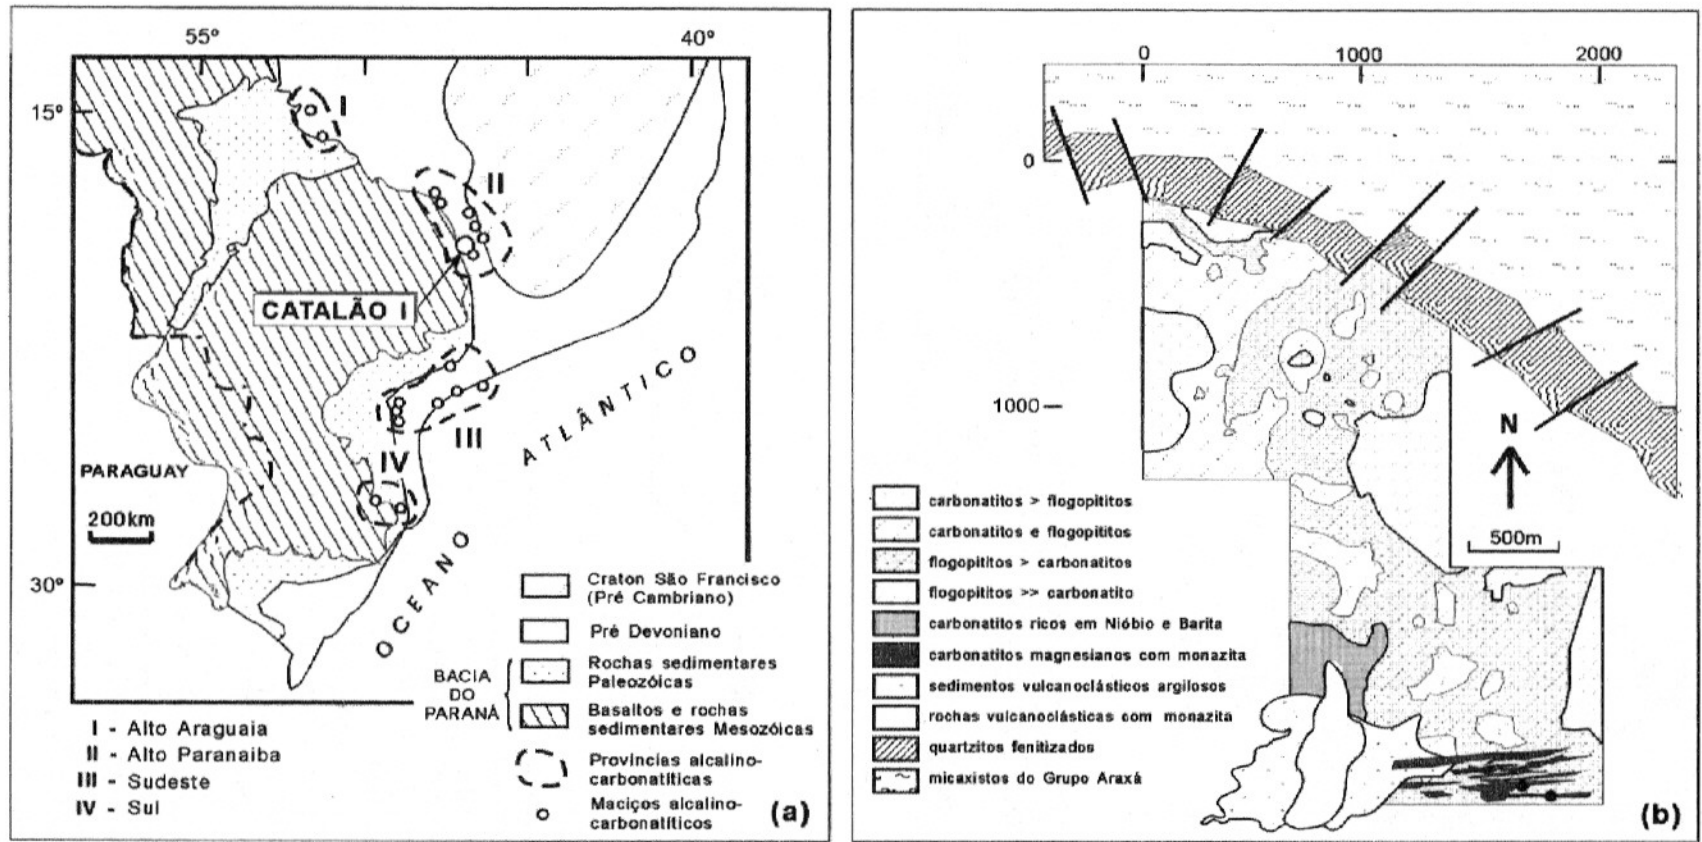 55º
40º
15º
I
II
CATALÃO I
III
IV
PARAGUAY
200km
30º
OCEANO
ATLÂNTICO
Craton São Francisco
(Pré Cambriano)
Pré Devoniano
BACIA
DO
PARANÁ
Rochas sedimentares
Paleozóicas
Basaltos e rochas
sedimentares Mesozóicas
Províncias alcalino-
carbonatíticas
Maciços alcalino-
carbonatíticos
I - Alto Araguaia
II - Alto Paranaiba
III - Sudeste
IV - Sul
(a)
0
1000
2000
0
1000
N
500m
carbonatitos > flogopititos
carbonatitos e flogopititos
flogopititos > carbonatitos
flogopititos >> carbonatito
carbonatitos ricos em Nióbio e Barita
carbonatitos magnesianos com monazita
sedimentos vulcanoclásticos argilosos
rochas vulcanoclásticas com monazita
quartzitos fenitizados
micaxistos do Grupo Araxá
(b)